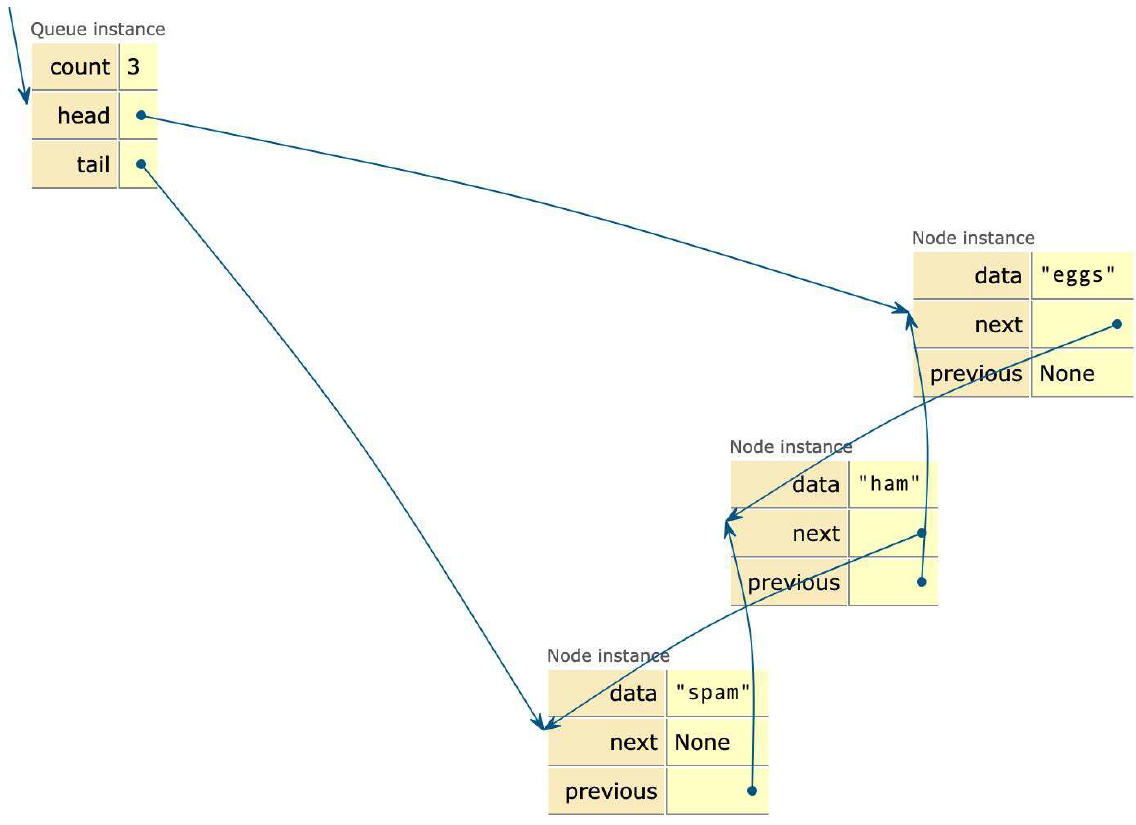 Queue instance
count 3
head
tail
Node instance
data "eggs"
next
previous None
Node instance
data "ham"
next
previous
Node instance
data "spam"
next None
previous